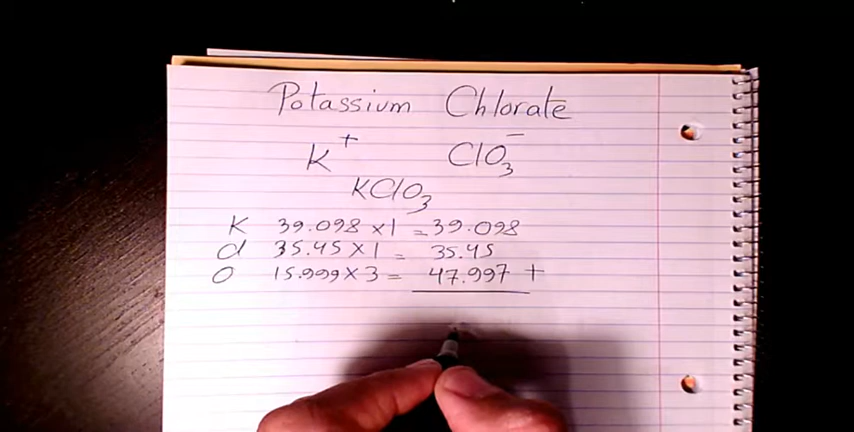 Potassium Chlorate
K+ ClO3-
KClO3
K 39.098 x 1 = 39.098
Cl 35.45 x 1 = 35.45
O 15.999 x 3 = 47.997 +